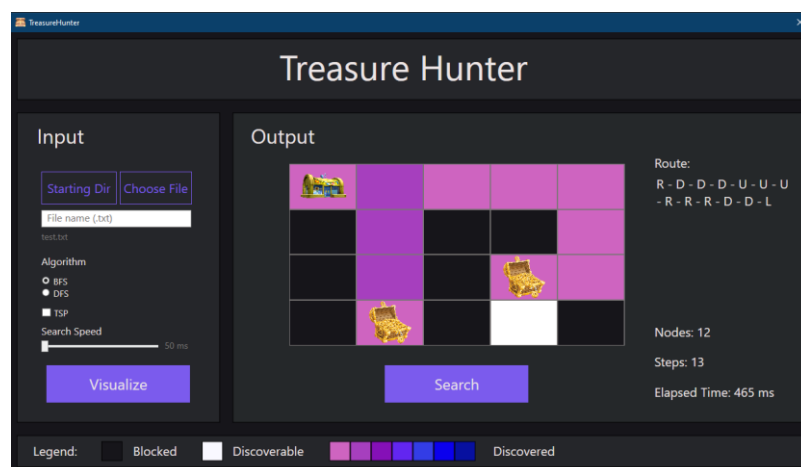 TreasureHunter
Treasure Hunter
Input
Starting Dir
Choose File
File name (.txt)
test.txt
Algorithm
BFS
DFS
TSP
Search Speed
50 ms
Visualize
Output
Search
Route:
R - D - D - D - U - U - U
- R - R - R - D - D - L
Nodes: 12
Steps: 13
Elapsed Time: 465 ms
Legend:
Blocked
Discoverable
Discovered